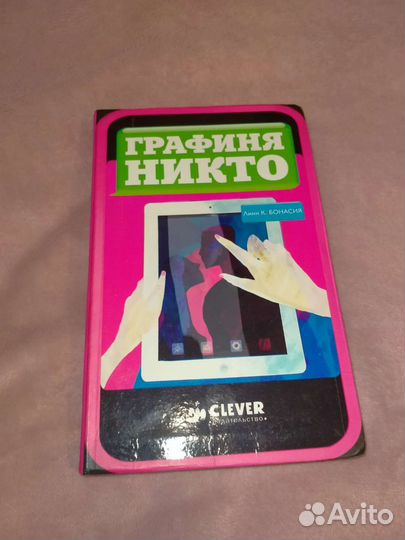 ГРАФИНЯ
НИКТО
Линн К. БОНАСИЯ
CLEVER
издательство
Avito